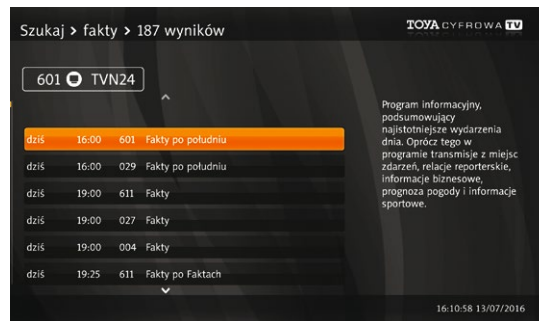 Szukaj > fakty > 187 wyników
TOYA CYFROWA TV
601 TVN24
dziś 16:00 601 Fakty po południu
dziś 16:00 029 Fakty po południu
dziś 19:00 611 Fakty
dziś 19:00 027 Fakty
dziś 19:00 004 Fakty
dziś 19:25 611 Fakty po Faktach
Program informacyjny,
podsumowujący
najistotniejsze wydarzenia
dnia. Oprócz tego w
programie transmisje z miejsc
zdarzeń, relacje reporterskie,
informacje biznesowe,
prognoza pogody i informacje
sportowe.
16:10:58 13/07/2016